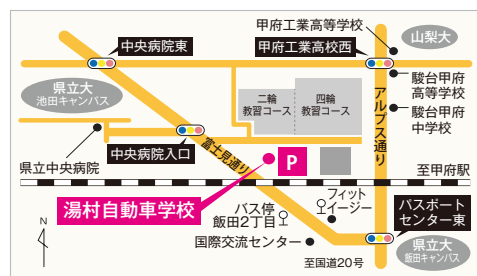 甲府工業高等学校
山梨大
中央病院東
甲府工業高校西
県立大
池田キャンパス
二輪
教習コース
四輪
教習コース
アルプス通り
駿台甲府
高等学校
駿台甲府
中学校
県立中央病院
中央病院入口
富士見通り
P
至甲府駅
湯村自動車学校
バス停
飯田2丁目
フィット
イージー
パスポート
センター東
国際交流センター
県立大
飯田キャンパス
至国道20号
N